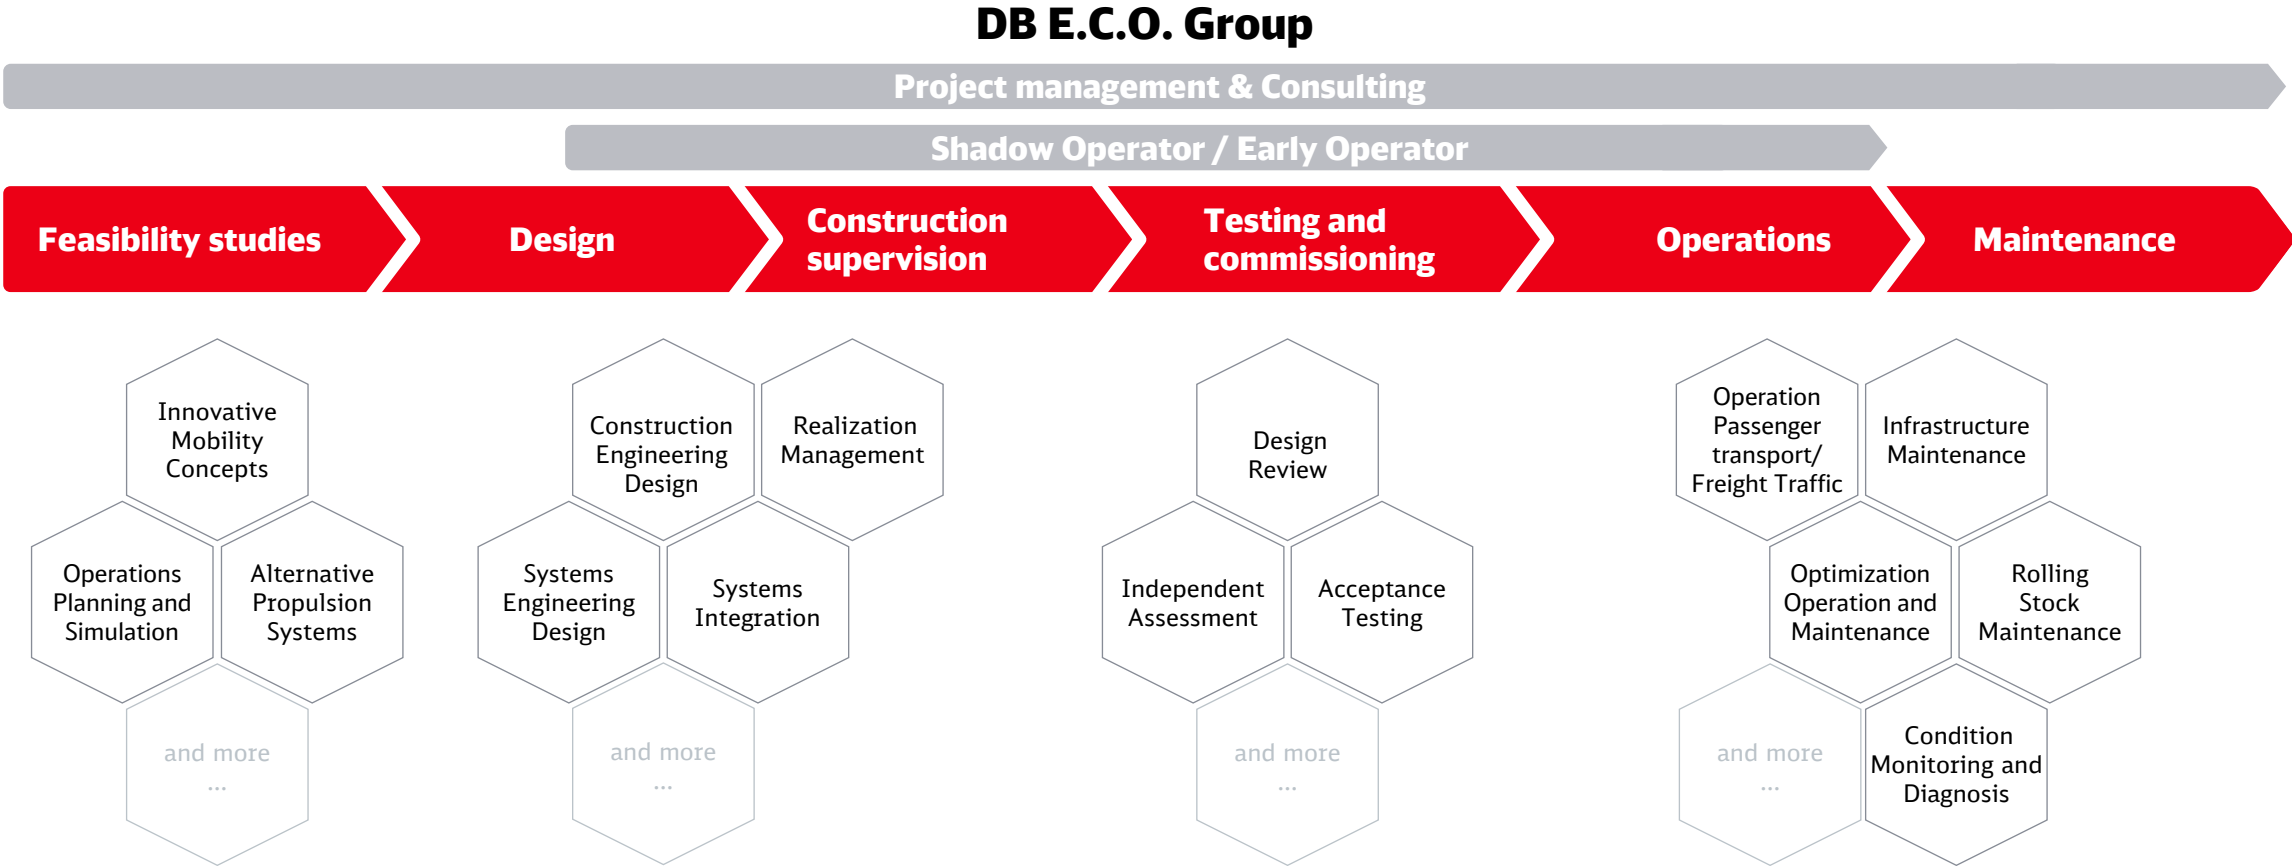 DB E.C.O. Group
Project management & Consulting
Shadow Operator / Early Operator
Feasibility studies
Design
Construction
supervision
Testing and
commissioning
Operations
Maintenance
Innovative
Mobility
Concepts
Operations
Planning and
Simulation
Alternative
Propulsion
Systems
and more
...
Construction
Engineering
Design
Realization
Management
Systems
Engineering
Design
Systems
Integration
and more
...
Design
Review
Independent
Assessment
Acceptance
Testing
and more
...
Operation
Passenger
transport/
Freight Traffic
Infrastructure
Maintenance
Optimization
Operation and
Maintenance
Rolling
Stock
Maintenance
and more
...
Condition
Monitoring and
Diagnosis